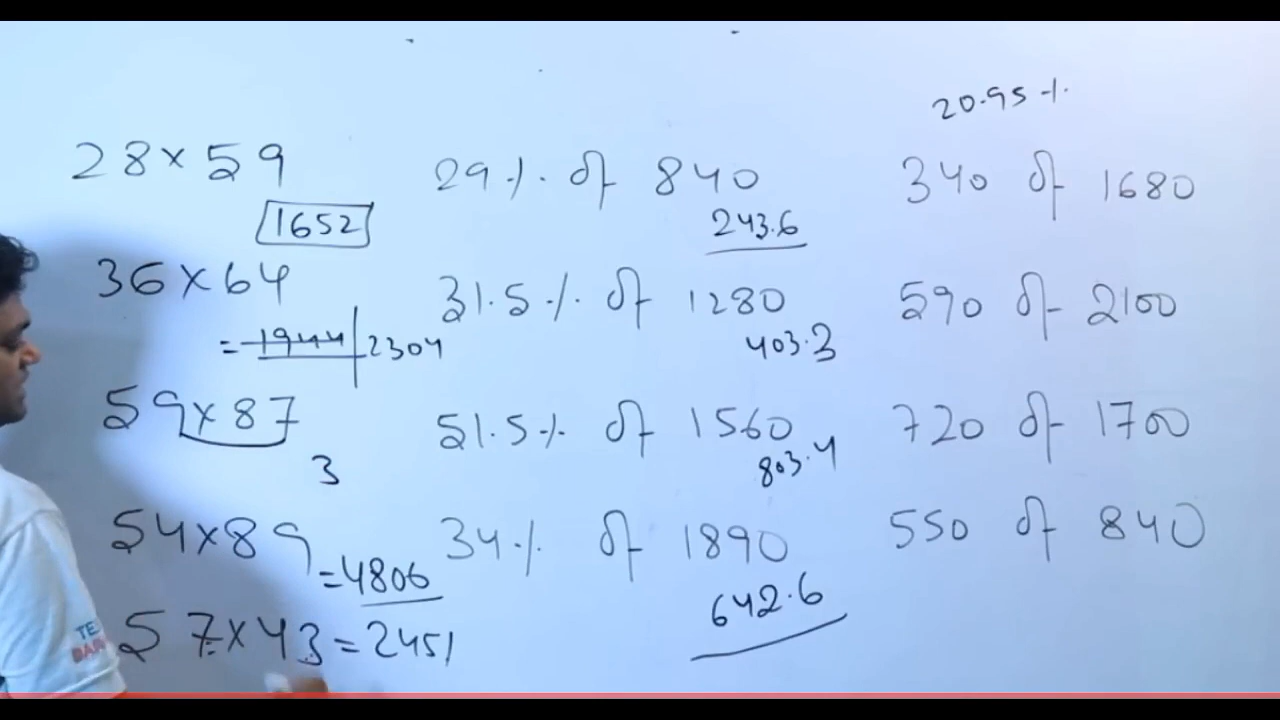 28×59
1652
36×64
= 1944 | 2304
59×87
3
54×89
= 4806
57×43 = 2451
29% of 840
243.6
31.5% of 1280
403.2
51.5% of 1560
803.4
34% of 1890
642.6
20.95%
340 of 1680
590 of 2100
720 of 1700
550 of 840